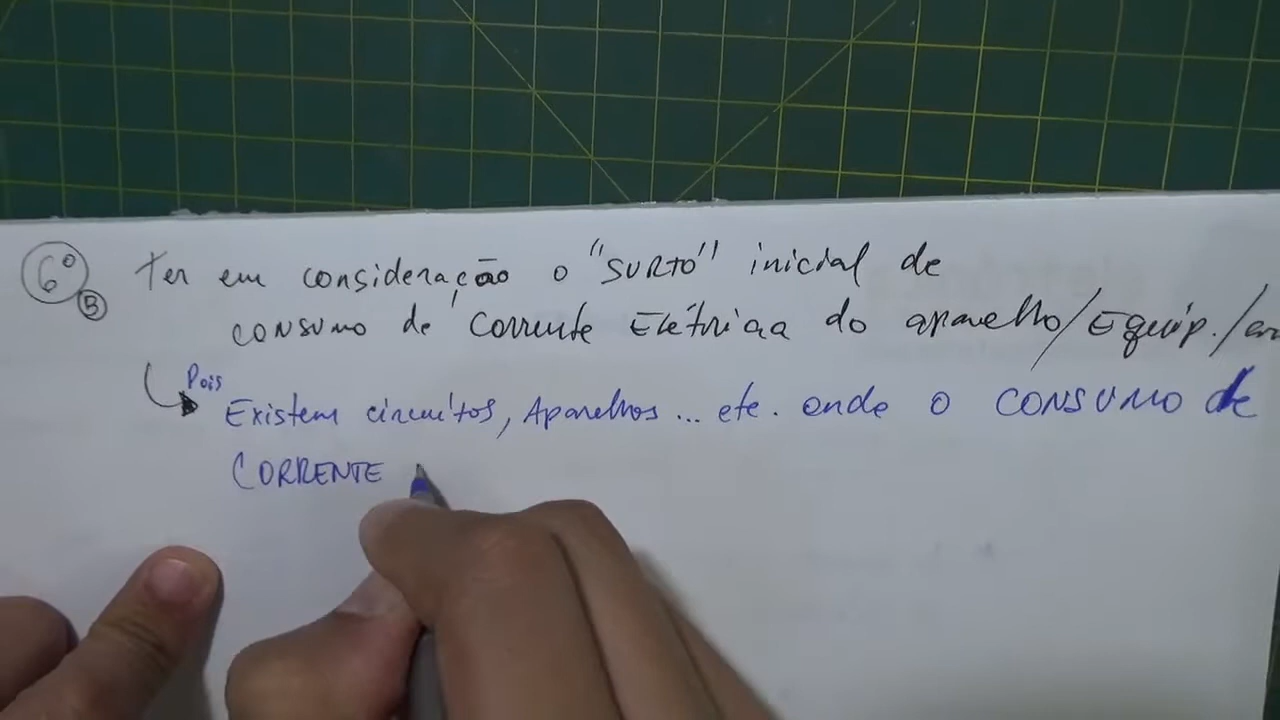 6º Ter em consideração o "SURTO" inicial de
B consumo de corrente Elétrica do aparelho/Equip./
Pois
Existem circuitos, Aparelhos... etc. onde o CONSUMO de
CORRENTE